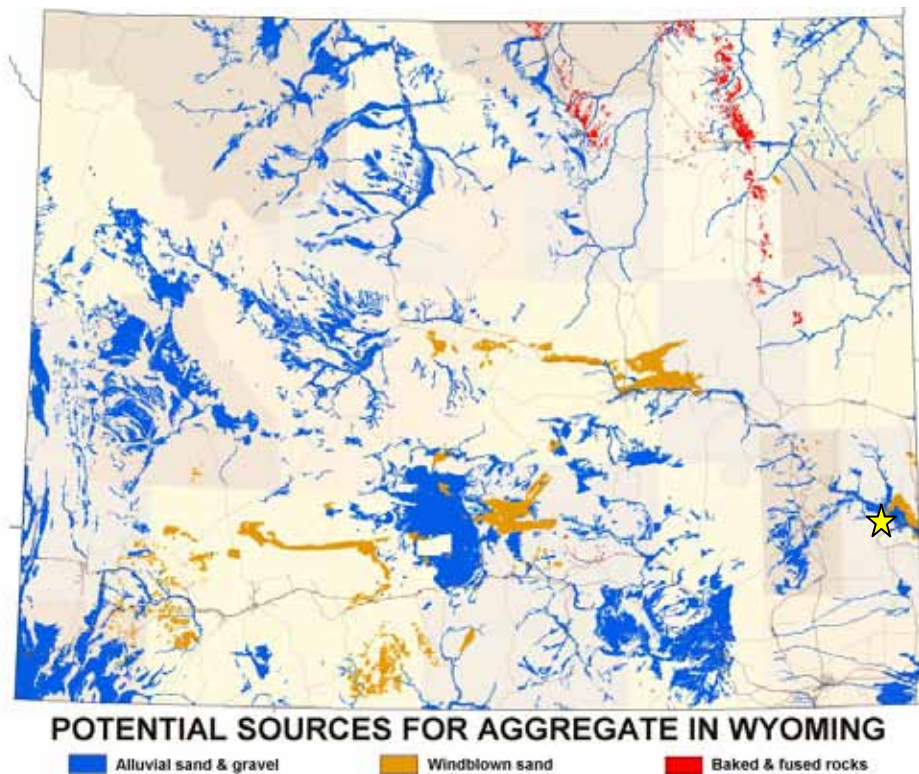 POTENTIAL SOURCES FOR AGGREGATE IN WYOMING
Alluvial sand & gravel Windblown sand Baked & fused rocks